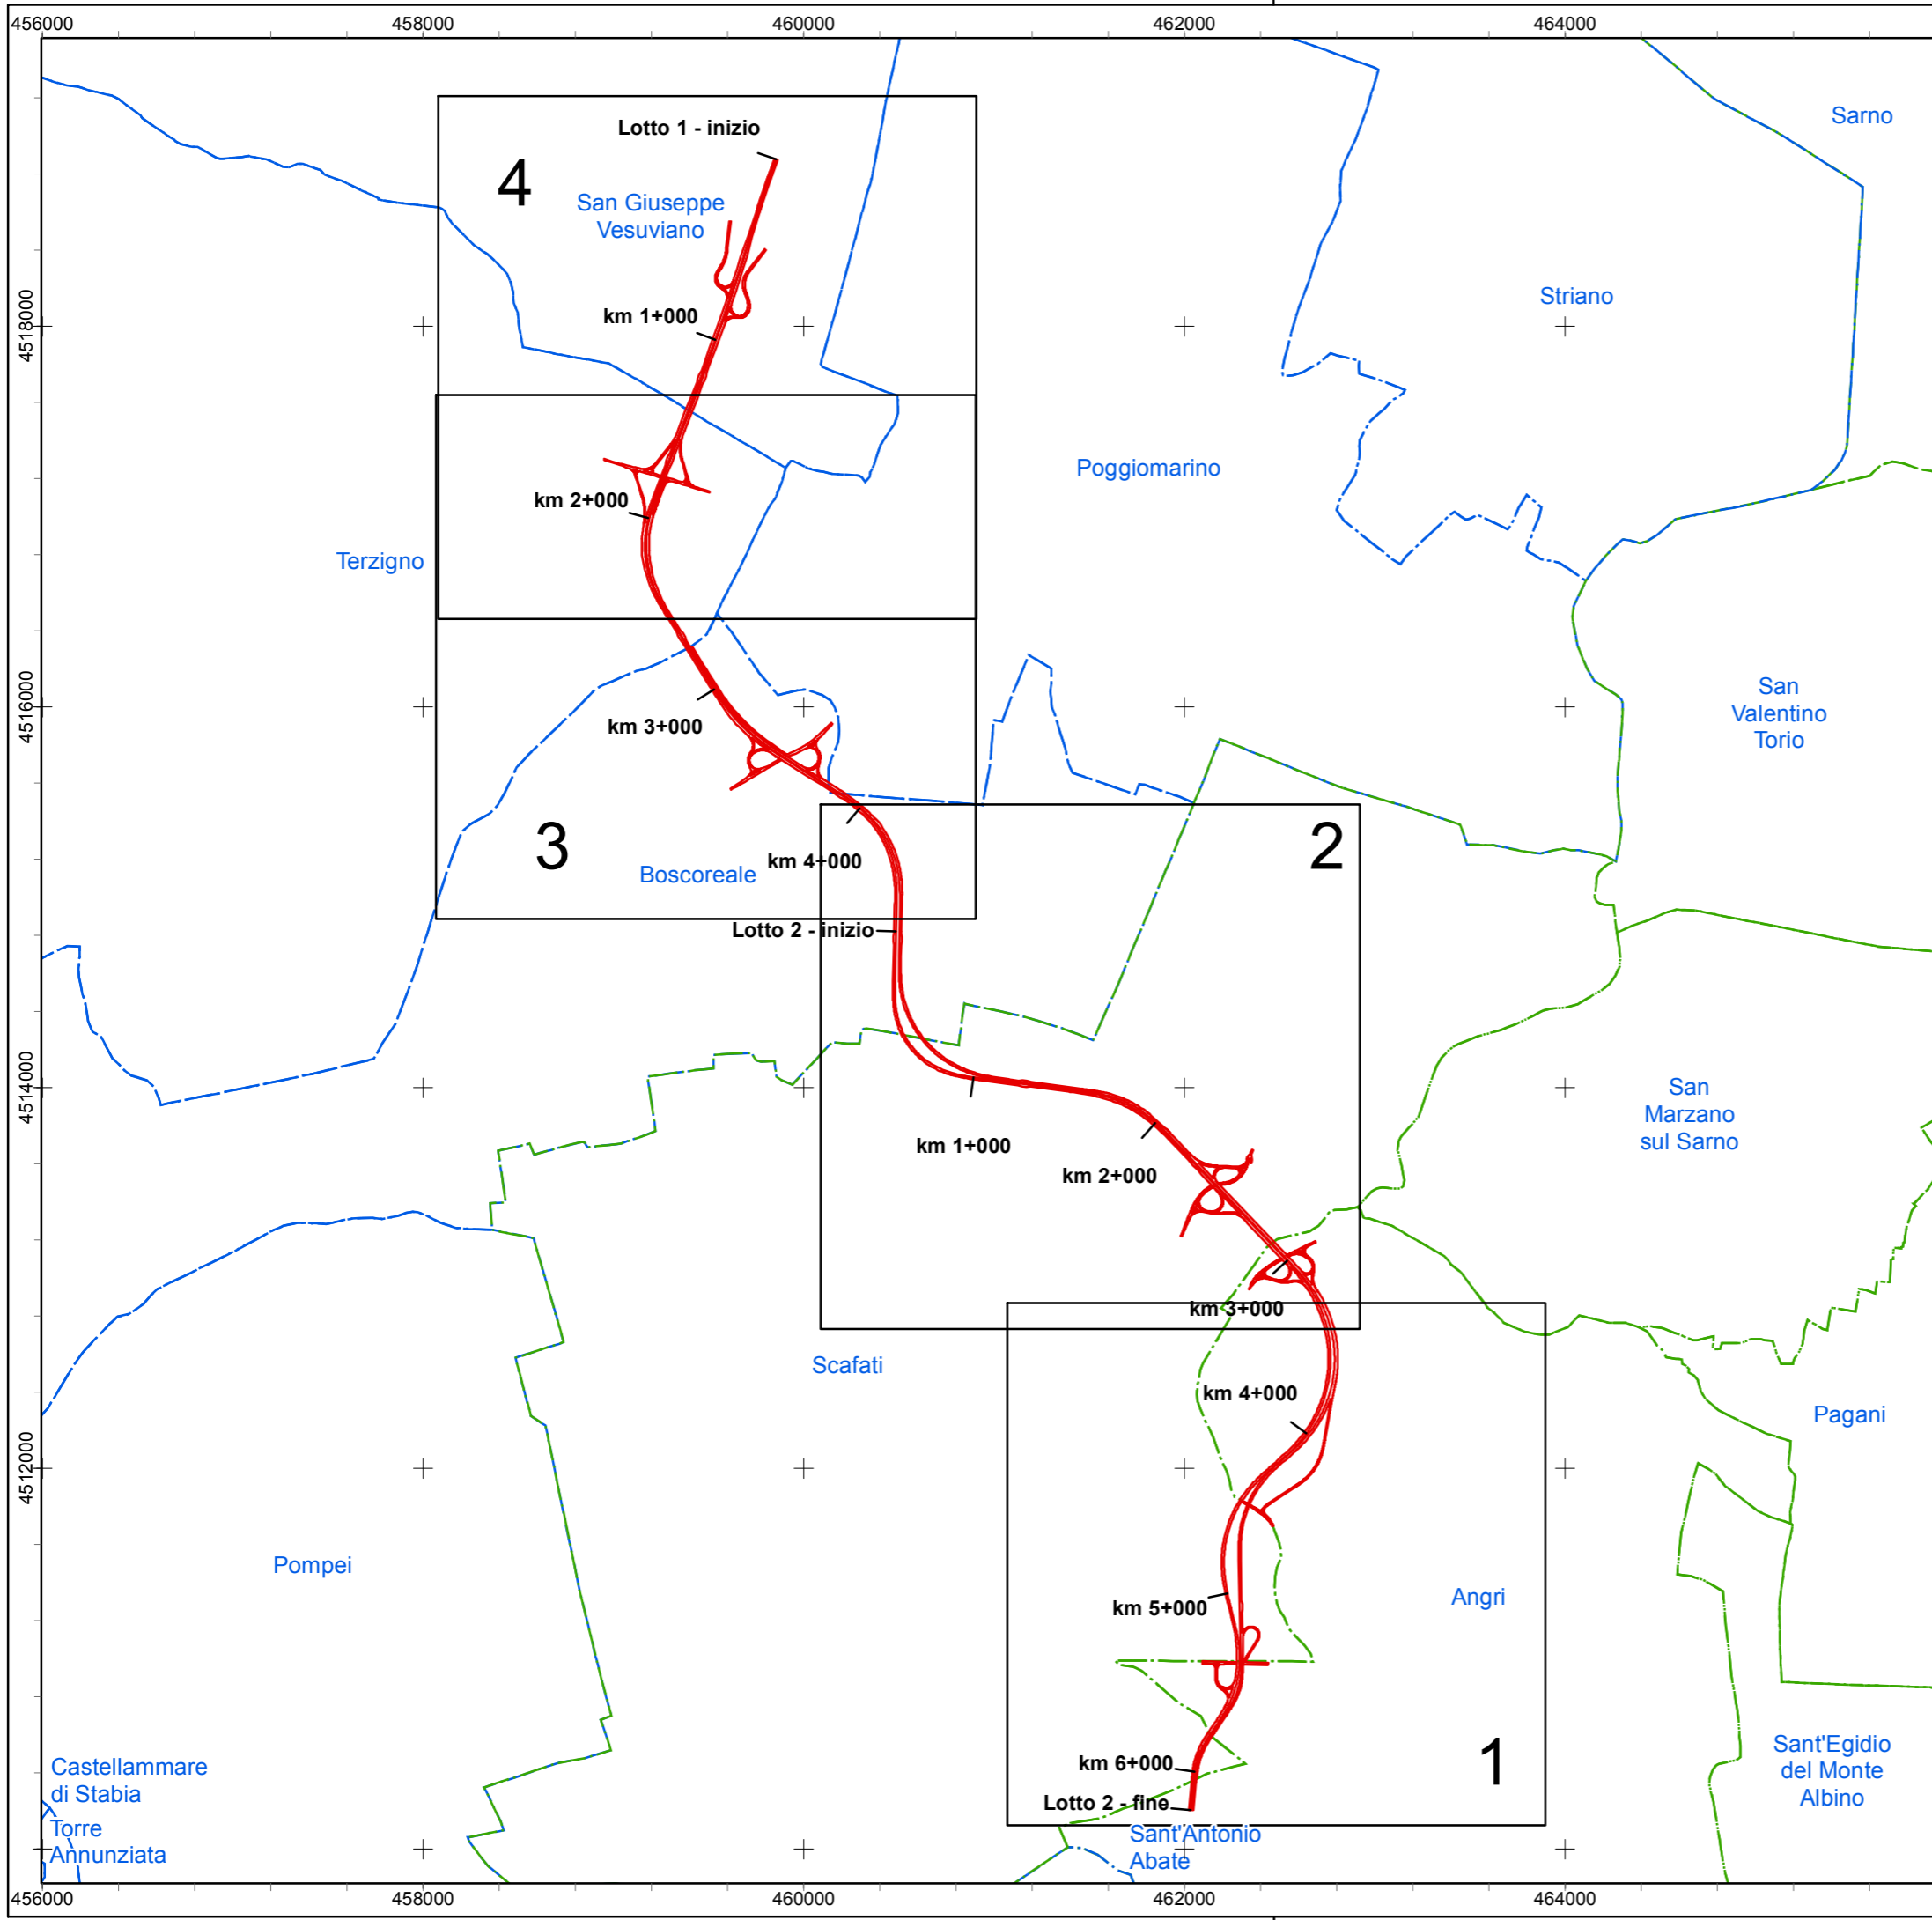 456000
458000
460000
462000
464000
Sarno
Lotto 1 - inizio
4
San Giuseppe
Vesuviano
Striano
4518000
km 1+000
Poggiomarino
km 2+000
Terzigno
4516000
San
Valentino
Torio
km 3+000
3
2
km 4+000
Boscoreale
Lotto 2 - inizio
4514000
San
Marzano
sul Sarno
km 1+000
km 2+000
km 3+000
Scafati
km 4+000
Pagani
4512000
Pompei
Angri
km 5+000
1
km 6+000
Sant'Egidio
del Monte
Albino
Castellammare
di Stabia
Lotto 2 - fine
Torre
Annunziata
Sant'Antonio
Abate
456000
458000
460000
462000
464000